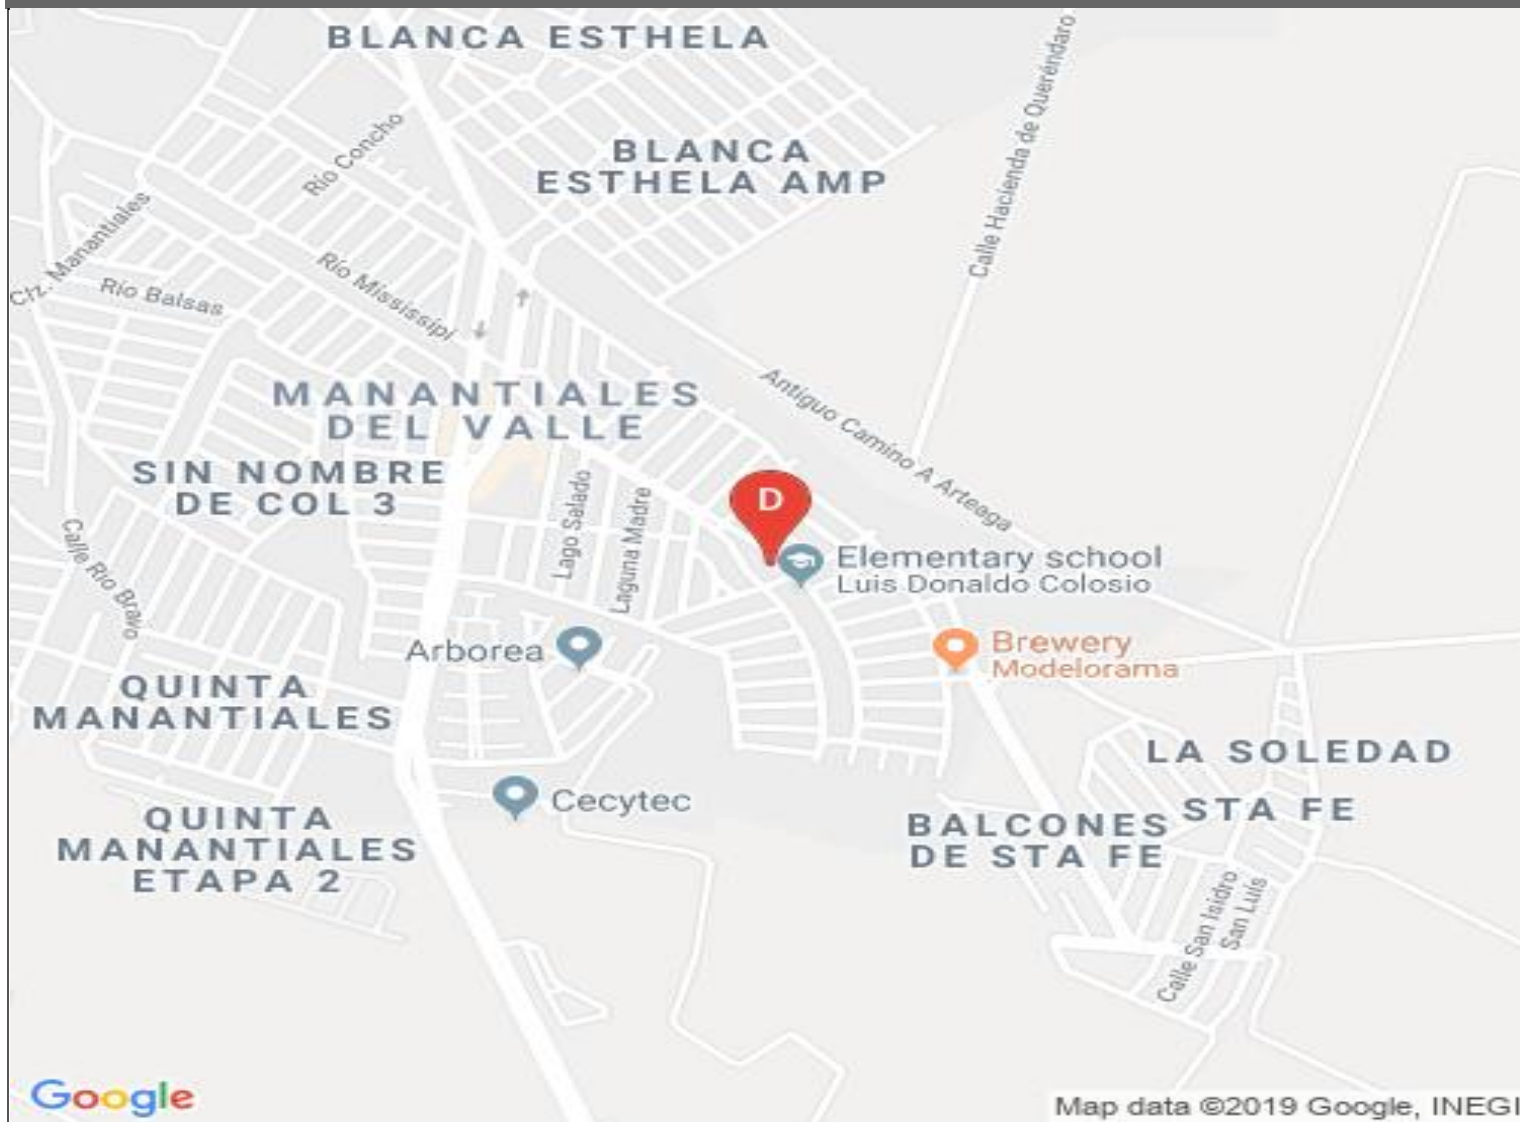 BLANCA ESTHELA
BLANCA
ESTHELA AMP
Calle Hacienda de Queréndaro
Río Concho
Clz. Manantiales
Río Balsas
Río Mississipi
MANANTIALES
DEL VALLE
Antiguo Camino A Arteaga
SIN NOMBRE
DE COL 3
Lago Salado
Laguna Madre
D
Calle Río Bravo
Elementary school
Luis Donaldo Colosio
Arborea
Brewery
Modelorama
QUINTA
MANANTIALES
LA SOLEDAD
Cecytec
STA FE
QUINTA
MANANTIALES
ETAPA 2
BALCONES
DE STA FE
Calle San Isidro
San Luis
Google
Map data ©2019 Google, INEGI